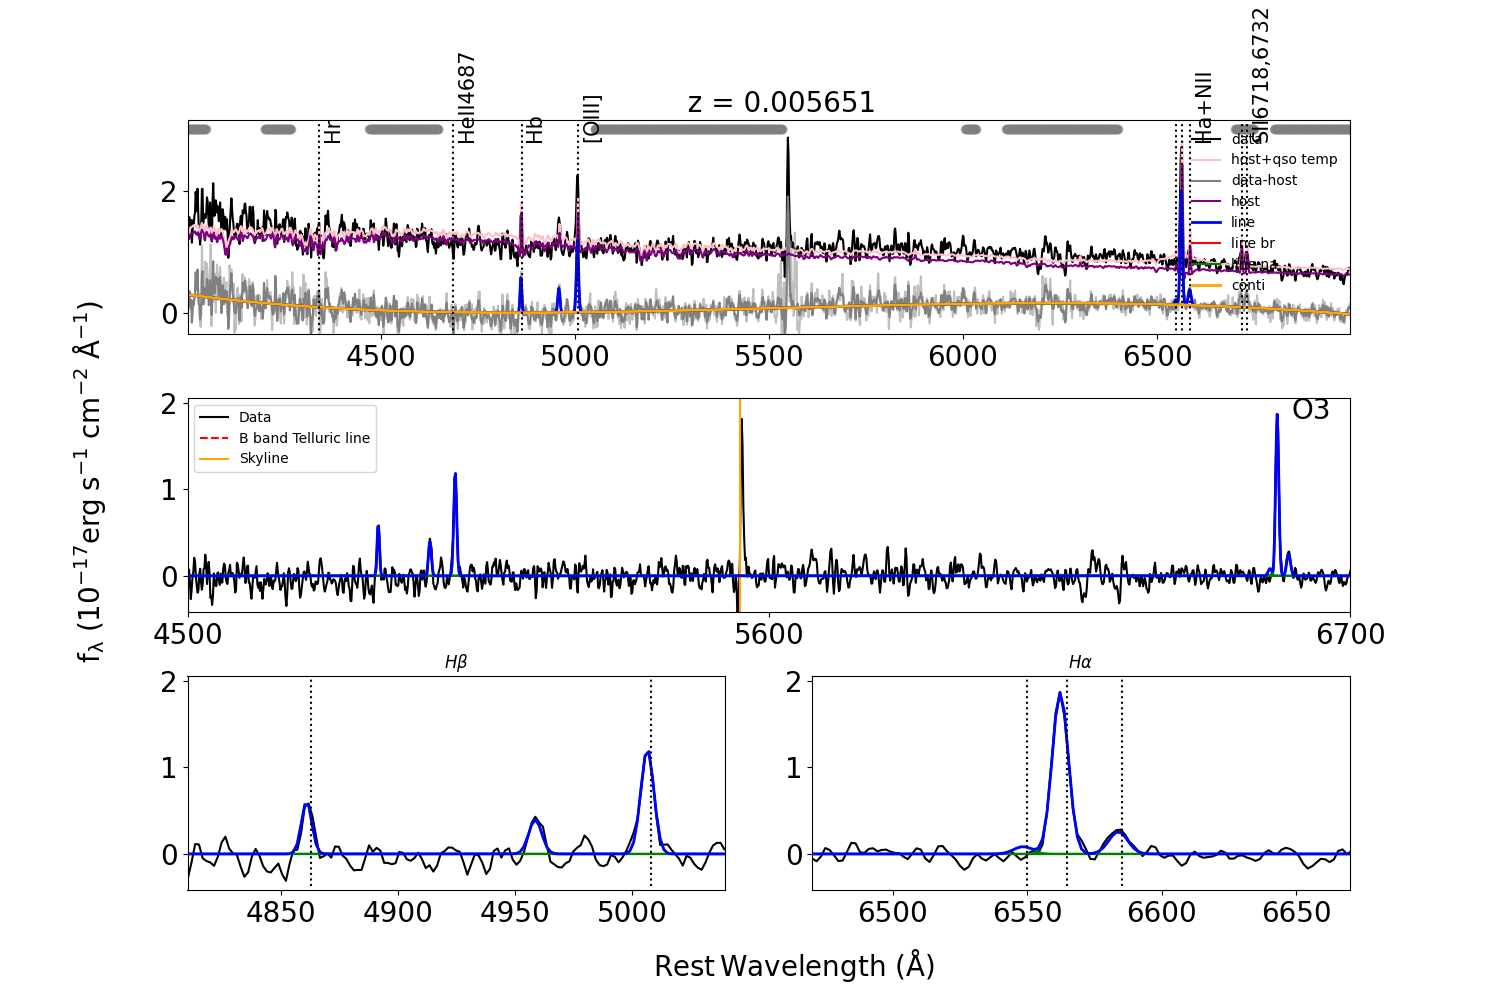 z = 0.005651
Hr
HeII4687
Hb
[OIII]
Ha+NII
SII6718,6732
data
host+qso temp
data-host
host
line
line br
line na
conti
2
0
4500 5000 5500 6000 6500
O3
Data
B band Telluric line
Skyline
2
1
0
4500 5600 6700
fλ (10−17erg s−1 cm−2 Å−1)
Hβ
2
1
0
4850 4900 4950 5000
Hα
2
1
0
6500 6550 6600 6650
Rest Wavelength (Å)